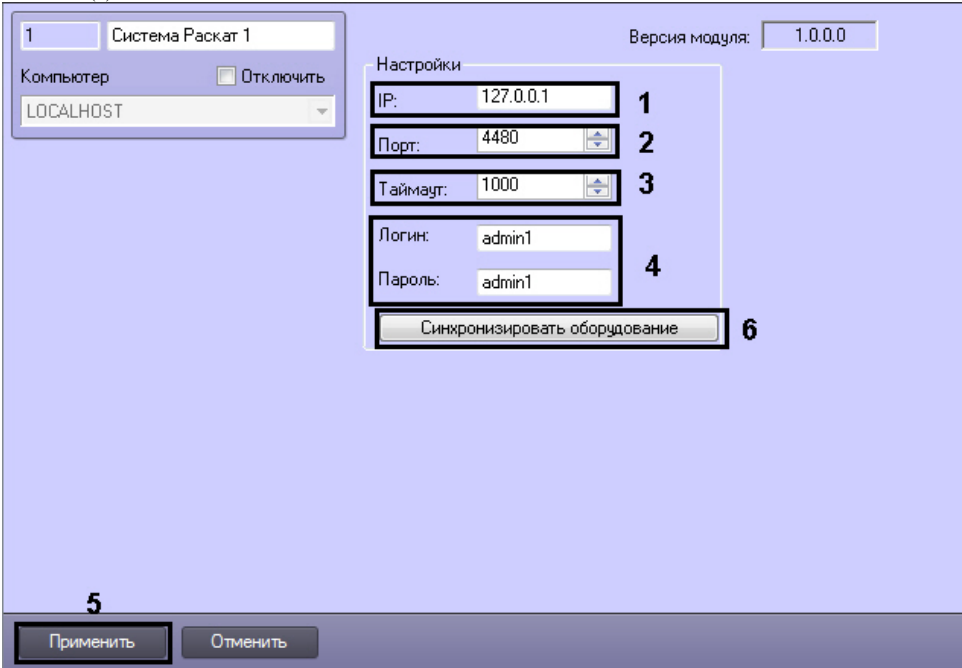 1 Система Раскат 1
Версия модуля: 1.0.0.0
Компьютер Отключить
LOCALHOST
Настройки
IP: 127.0.0.1 1
Порт: 4480 2
Таймаут: 1000 3
Логин: admin1
Пароль: admin1 4
Синхронизировать оборудование 6
5
Применить Отменить